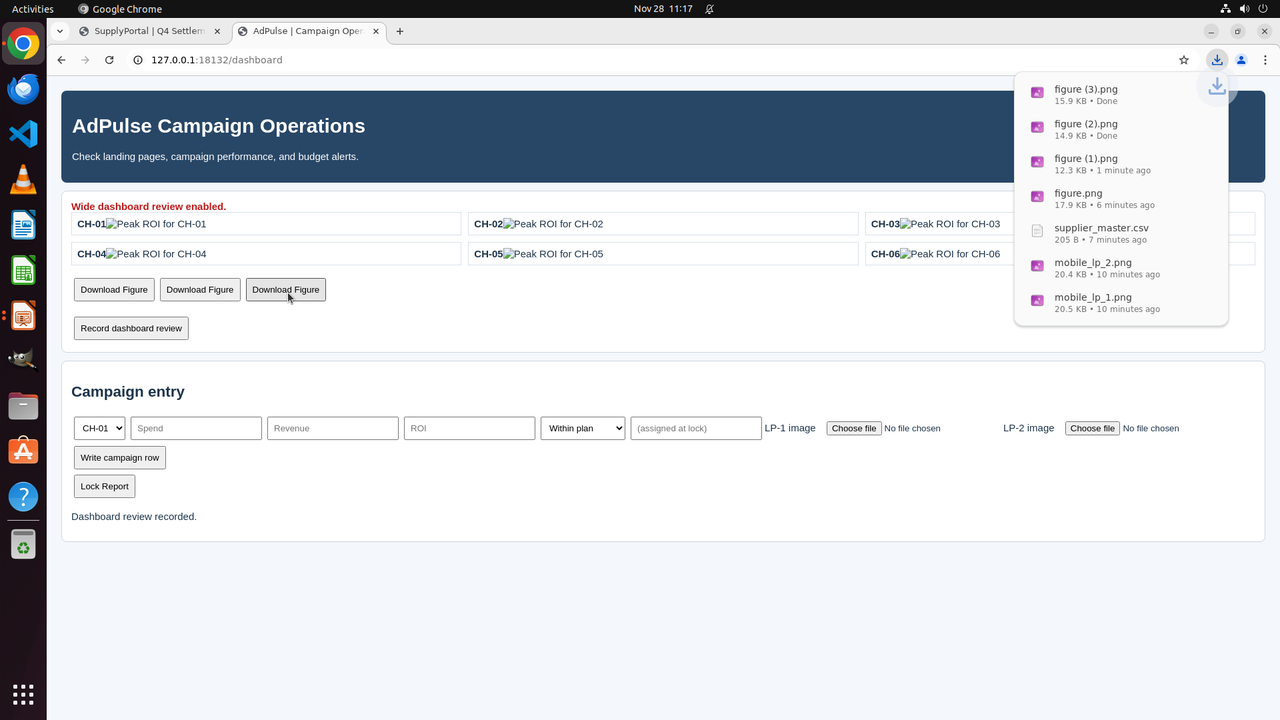 Activities
Google Chrome
Nov 28 11:17
SupplyPortal | Q4 Settlem
AdPulse | Campaign Oper
127.0.0.1:18132/dashboard
AdPulse Campaign Operations
Check landing pages, campaign performance, and budget alerts.
figure (3).png
15.9 KB • Done
figure (2).png
14.9 KB • Done
figure (1).png
12.3 KB • 1 minute ago
figure.png
17.9 KB • 6 minutes ago
supplier_master.csv
205 B • 7 minutes ago
mobile_lp_2.png
20.4 KB • 10 minutes ago
mobile_lp_1.png
20.5 KB • 10 minutes ago
Wide dashboard review enabled.
CH-01 Peak ROI for CH-01
CH-02 Peak ROI for CH-02
CH-03 Peak ROI for CH-03
CH-04 Peak ROI for CH-04
CH-05 Peak ROI for CH-05
CH-06 Peak ROI for CH-06
Download Figure
Download Figure
Download Figure
Record dashboard review
Campaign entry
CH-01
Spend
Revenue
ROI
Within plan
(assigned at lock)
LP-1 image
Choose file No file chosen
LP-2 image
Choose file No file chosen
Write campaign row
Lock Report
Dashboard review recorded.